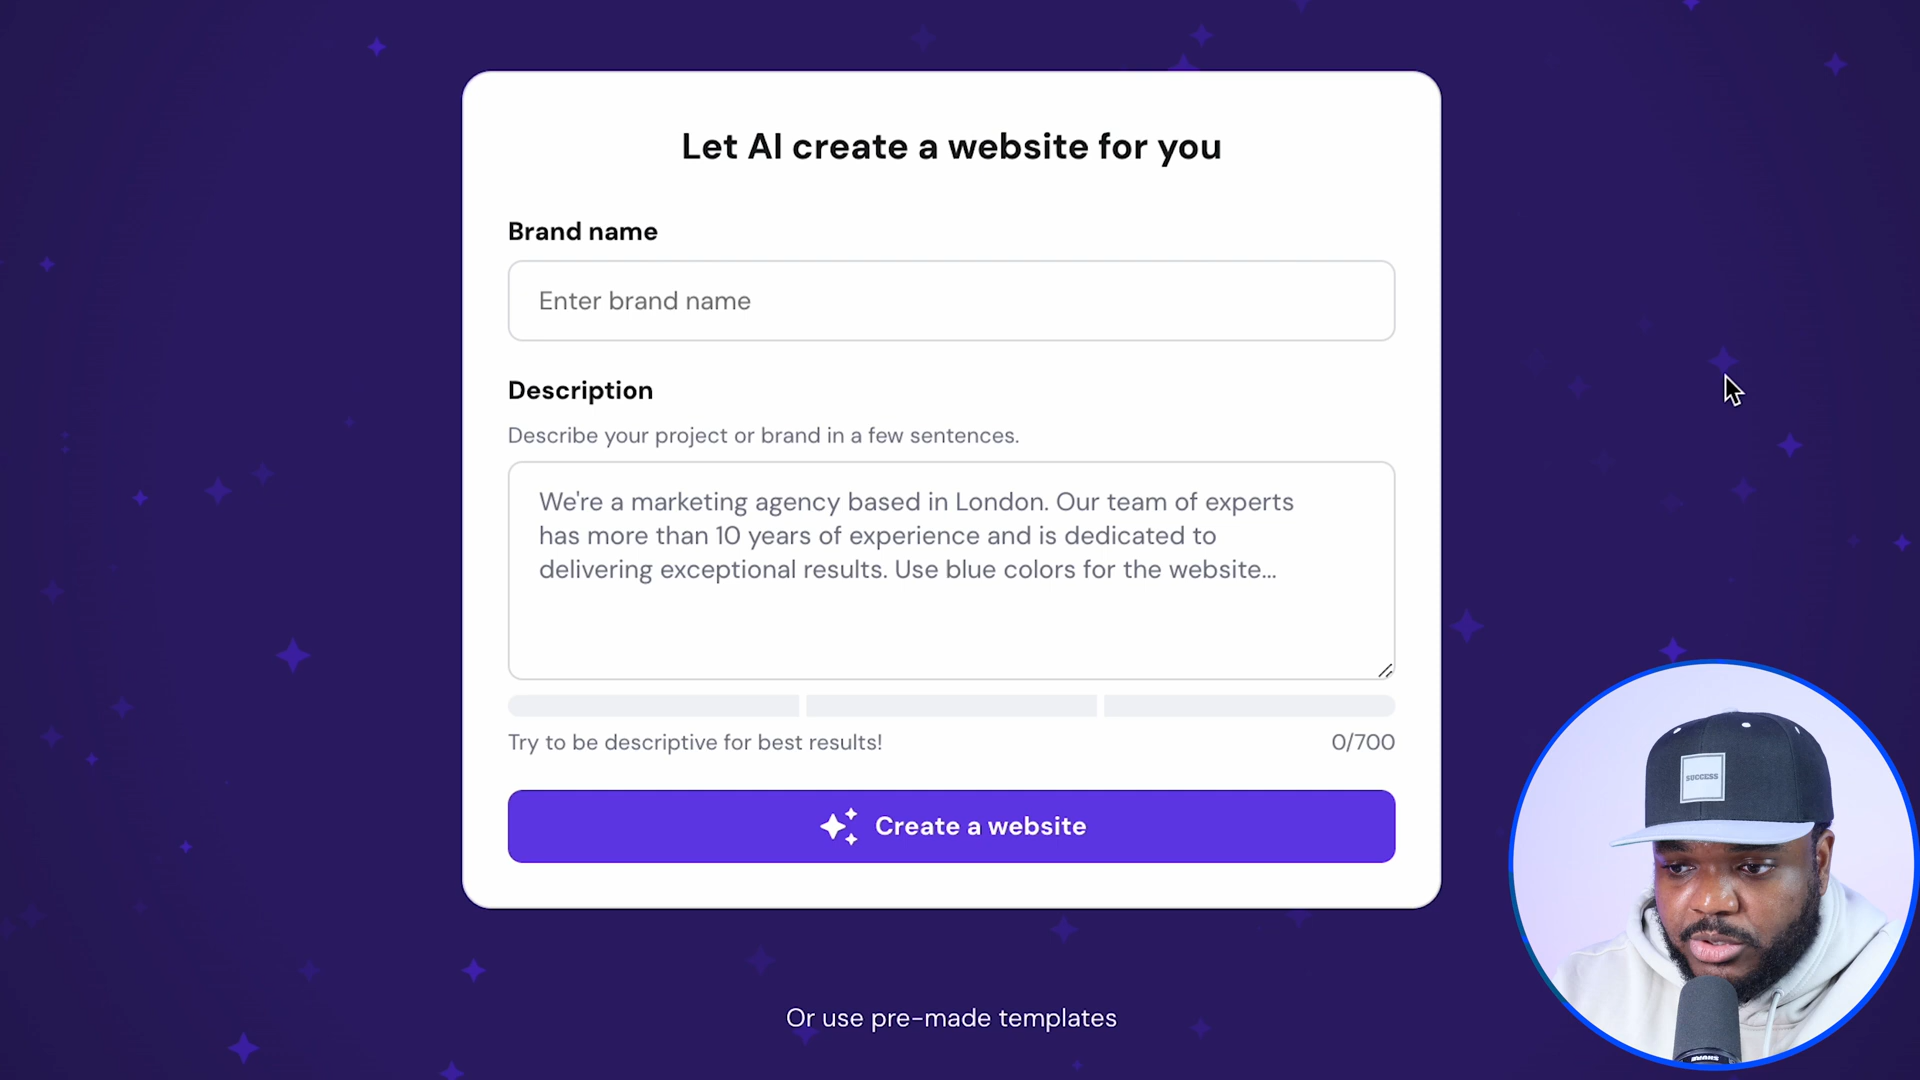 Let AI create a website for you
Brand name
Enter brand name
Description
Describe your project or brand in a few sentences.
We're a marketing agency based in London. Our team of experts
has more than 10 years of experience and is dedicated to
delivering exceptional results. Use blue colors for the website...
Try to be descriptive for best results!
0/700
Create a website
Or use pre-made templates
SUCCESS